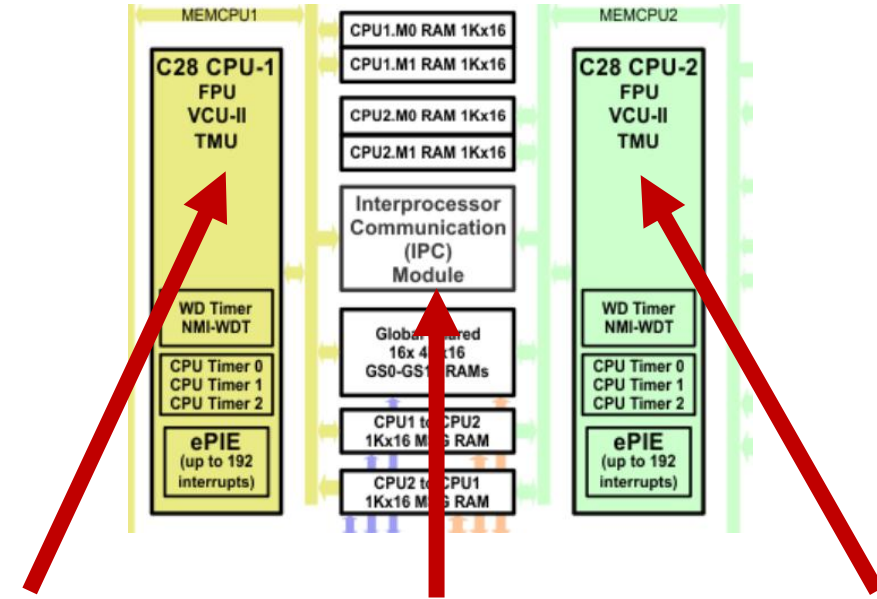 MEMCPU1
MEMCPU2
C28 CPU-1
FPU
VCU-II
TMU
WD Timer
NMI-WDT
CPU Timer 0
CPU Timer 1
CPU Timer 2
ePIE
(up to 192
interrupts)
CPU1.M0 RAM 1Kx16
CPU1.M1 RAM 1Kx16
CPU2.M0 RAM 1Kx16
CPU2.M1 RAM 1Kx16
Interprocessor
Communication
(IPC)
Module
Global
16x
RAMs
CPU1 to CPU2
1Kx16 RAM
CPU2 to CPU1
1Kx16 RAM
C28 CPU-2
FPU
VCU-II
TMU
WD Timer
NMI-WDT
CPU Timer 0
CPU Timer 1
CPU Timer 2
ePIE
(up to 192
interrupts)